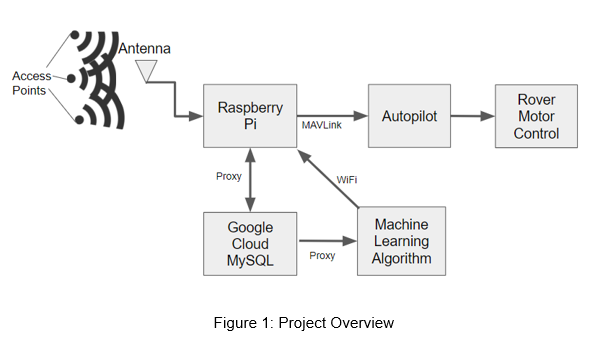 Access
Points
Antenna
Raspberry
Pi
MAVLink
Autopilot
Rover
Motor
Control
Proxy
WiFi
Google
Cloud
MySQL
Proxy
Machine
Learning
Algorithm
Figure 1: Project Overview